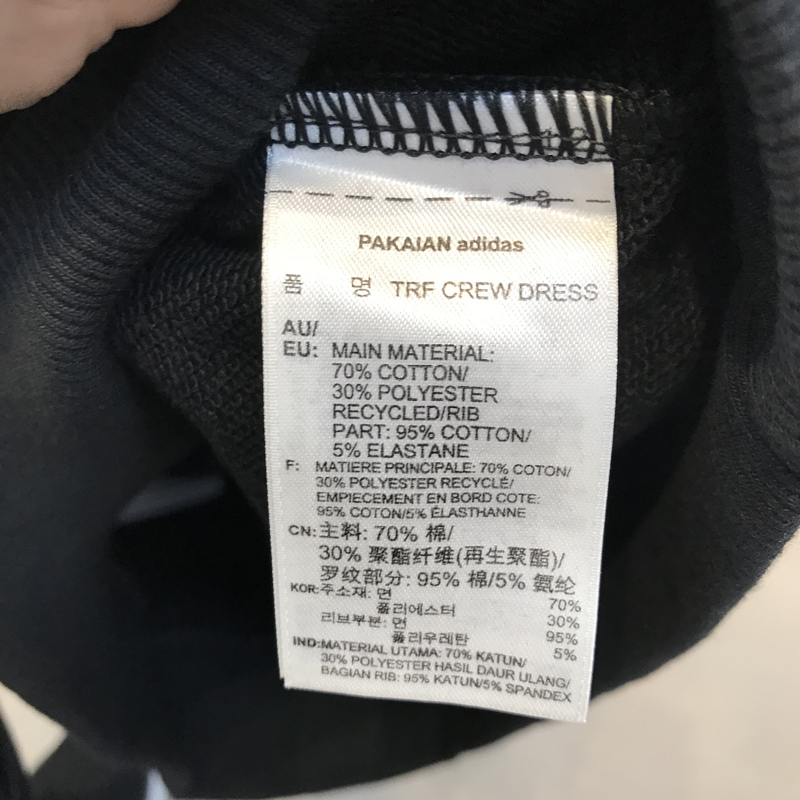 PAKAIAN adidas
품 명 TRF CREW DRESS
AU/
EU: MAIN MATERIAL:
70% COTTON/
30% POLYESTER
RECYCLED/RIB
PART: 95% COTTON/
5% ELASTANE
F: MATIERE PRINCIPALE: 70% COTON/
30% POLYESTER RECYCLÉ/
EMPIECEMENT EN BORD COTE:
95% COTON/5% ÉLASTHANNE
CN:主料: 70% 棉/
30% 聚酯纤维(再生聚酯)/
罗纹部分: 95% 棉/5% 氨纶
KOR:주소재: 면 70%
폴리에스터 30%
리브부분: 면 95%
폴리우레탄 5%
IND:MATERIAL UTAMA: 70% KATUN/
30% POLYESTER HASIL DAUR ULANG/
BAGIAN RIB: 95% KATUN/5% SPANDEX